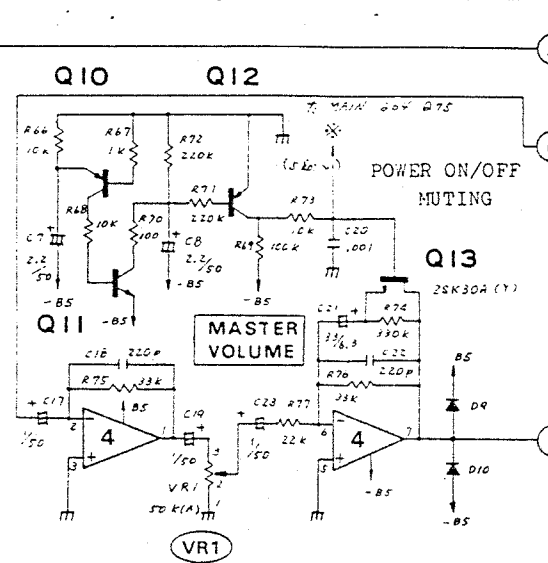 Q10
Q12
R66
10K
R67
1K
R72
220K
MAIN
Q75
POWER ON/OFF
MUTING
R68
10K
R70
100
R71
220K
R73
10K
R69
100K
C7
2.2/50
C8
2.2/50
C20
.001
-B5
-B5
-B5
-B5
Q11
Q13
2SK30A (Y)
MASTER
VOLUME
C21
33/6.3
R74
330K
C22
220p
R76
33K
C18
220p
R75
33K
B5
B5
C17
1/50
C19
1/50
C23
1/50
R77
22K
D9
D10
4
4
2
3
1
6
5
7
-B5
-B5
VR1
50K(A)
3
2
1
VR1